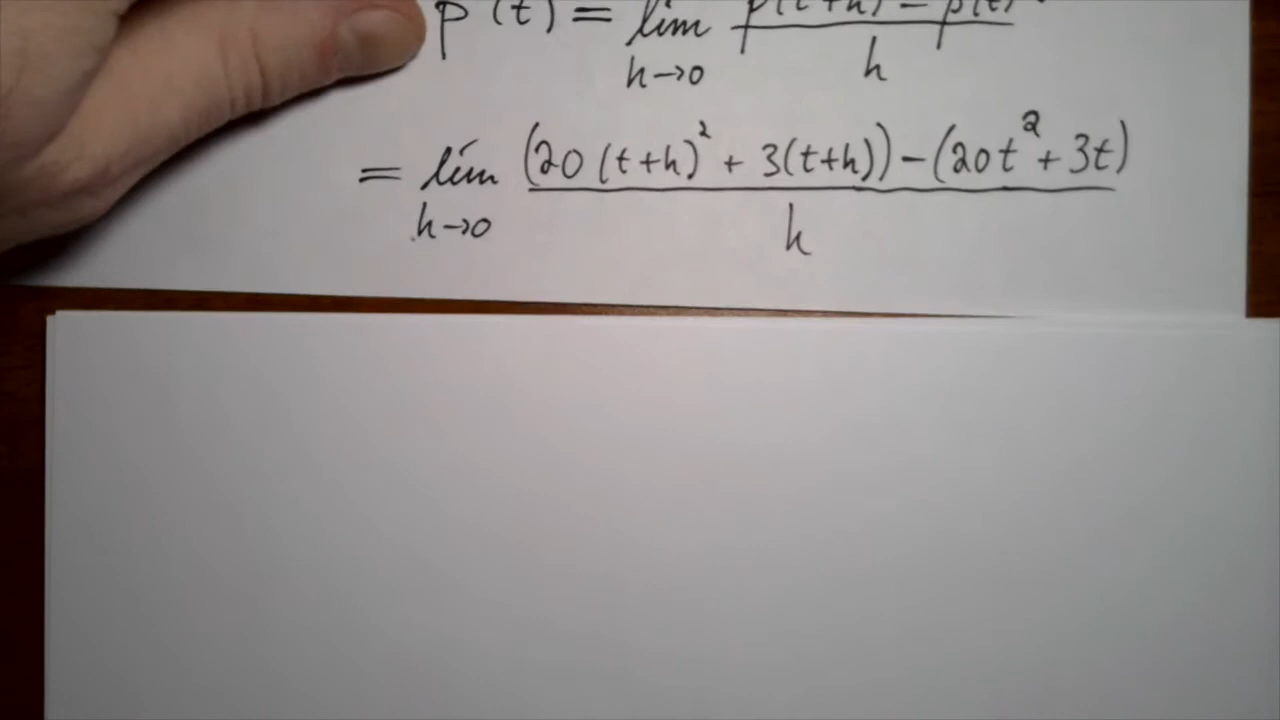 p'(t) = lim p(t+h) - p(t)
h→0 h
= lim (20(t+h)² + 3(t+h)) - (20t² + 3t)
h→0 h